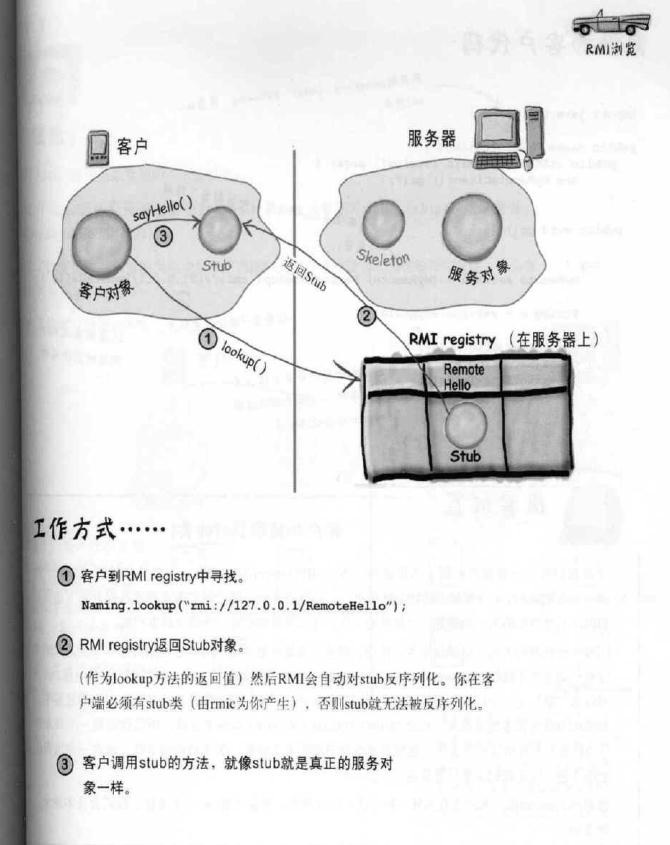 RMI浏览
客户
服务器
sayHello()
③
Stub
客户对象
Skeleton
服务对象
返回Stub
②
① lookup()
RMI registry （在服务器上）
Remote
Hello
Stub
工作方式……
① 客户到RMI registry中寻找。
Naming.lookup(“rmi://127.0.0.1/RemoteHello”);
② RMI registry返回Stub对象。
（作为lookup方法的返回值）然后RMI会自动对stub反序列化。你在客
户端必须有stub类（由rmic为你产生），否则stub就无法被反序列化。
③ 客户调用stub的方法，就像stub就是真正的服务对
象一样。